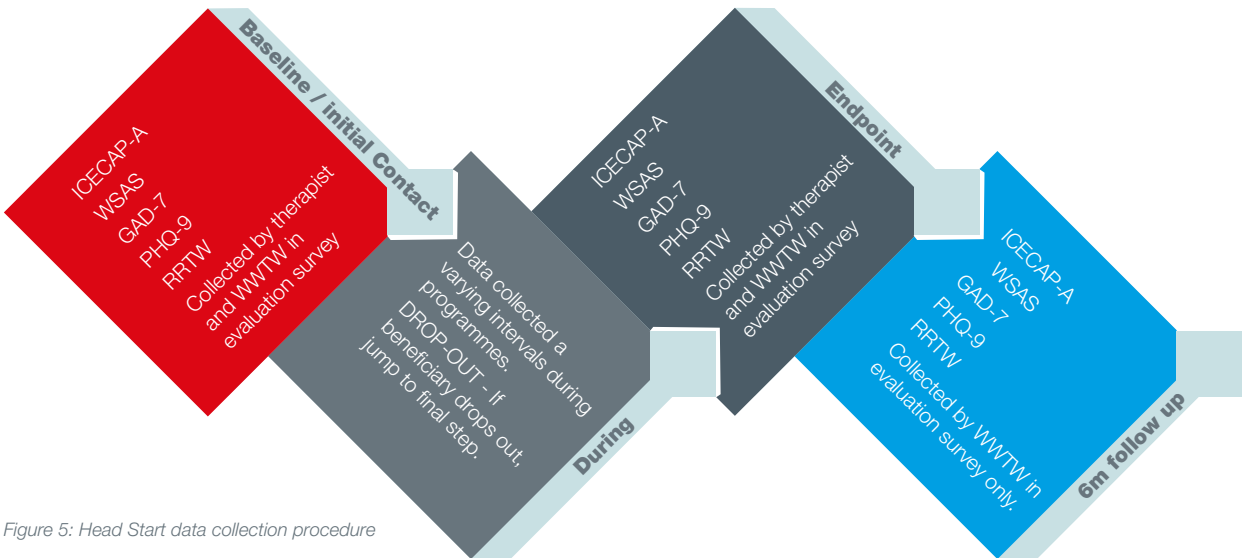 Baseline / initial Contact
ICECAP-A
WSAS
GAD-7
PHQ-9
RRTW
Collected by therapist
and WWTW in
evaluation survey
During
Data collected a
varying intervals during
programmes.
DROP-OUT - If
beneficiary drops out,
jump to final step.
Endpoint
ICECAP-A
WSAS
GAD-7
PHQ-9
RRTW
Collected by therapist
and WWTW in
evaluation survey
6m follow up
ICECAP-A
WSAS
GAD-7
PHQ-9
RRTW
Collected by WWTW in
evaluation survey only.
Figure 5: Head Start data collection procedure